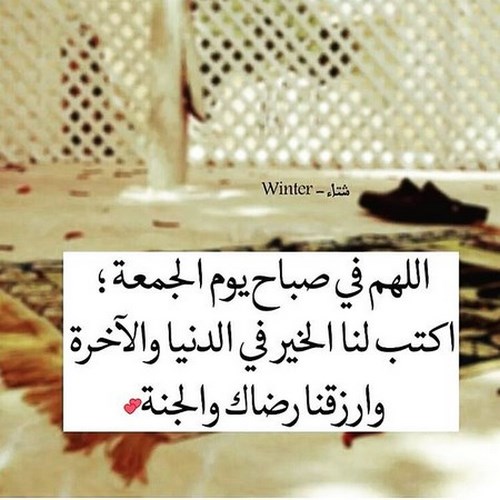 شتاء - Winter
اللهم في صباح يوم الجمعة ؛
اكتب لنا الخير في الدنيا والآخرة
وارزقنا رضاك والجنة💕